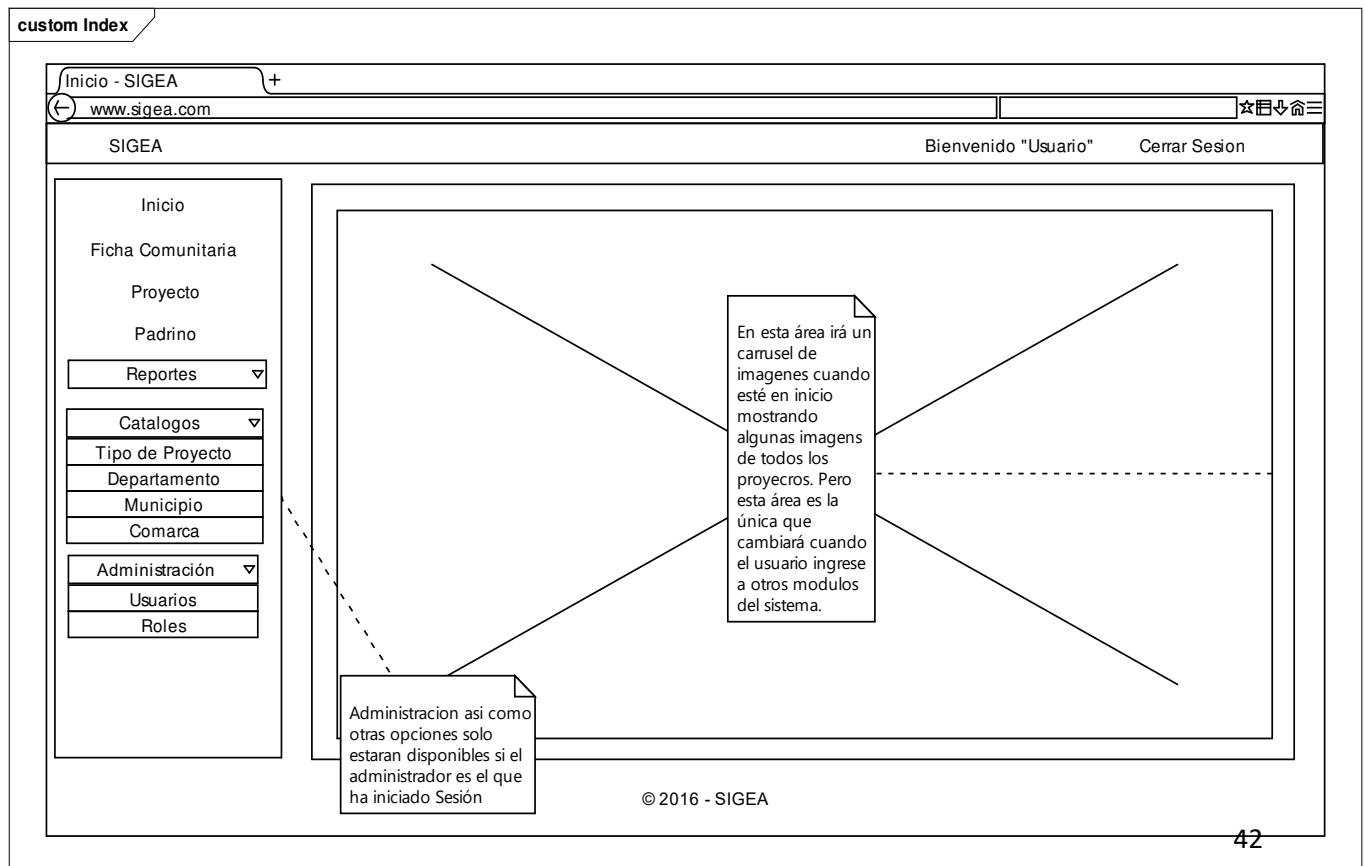 custom Index
Inicio - SIGEA
+
www.sigea.com
SIGEA
Bienvenido "Usuario"
Cerrar Sesion
Inicio
Ficha Comunitaria
Proyecto
Padrino
Reportes
Catalogos
Tipo de Proyecto
Departamento
Municipio
Comarca
Administración
Usuarios
Roles
En esta área irá un
carrusel de
imagenes cuando
esté en inicio
mostrando
algunas imagens
de todos los
proyecros. Pero
esta área es la
única que
cambiará cuando
el usuario ingrese
a otros modulos
del sistema.
Administracion asi como
otras opciones solo
estaran disponibles si el
administrador es el que
ha iniciado Sesión
© 2016 - SIGEA
42